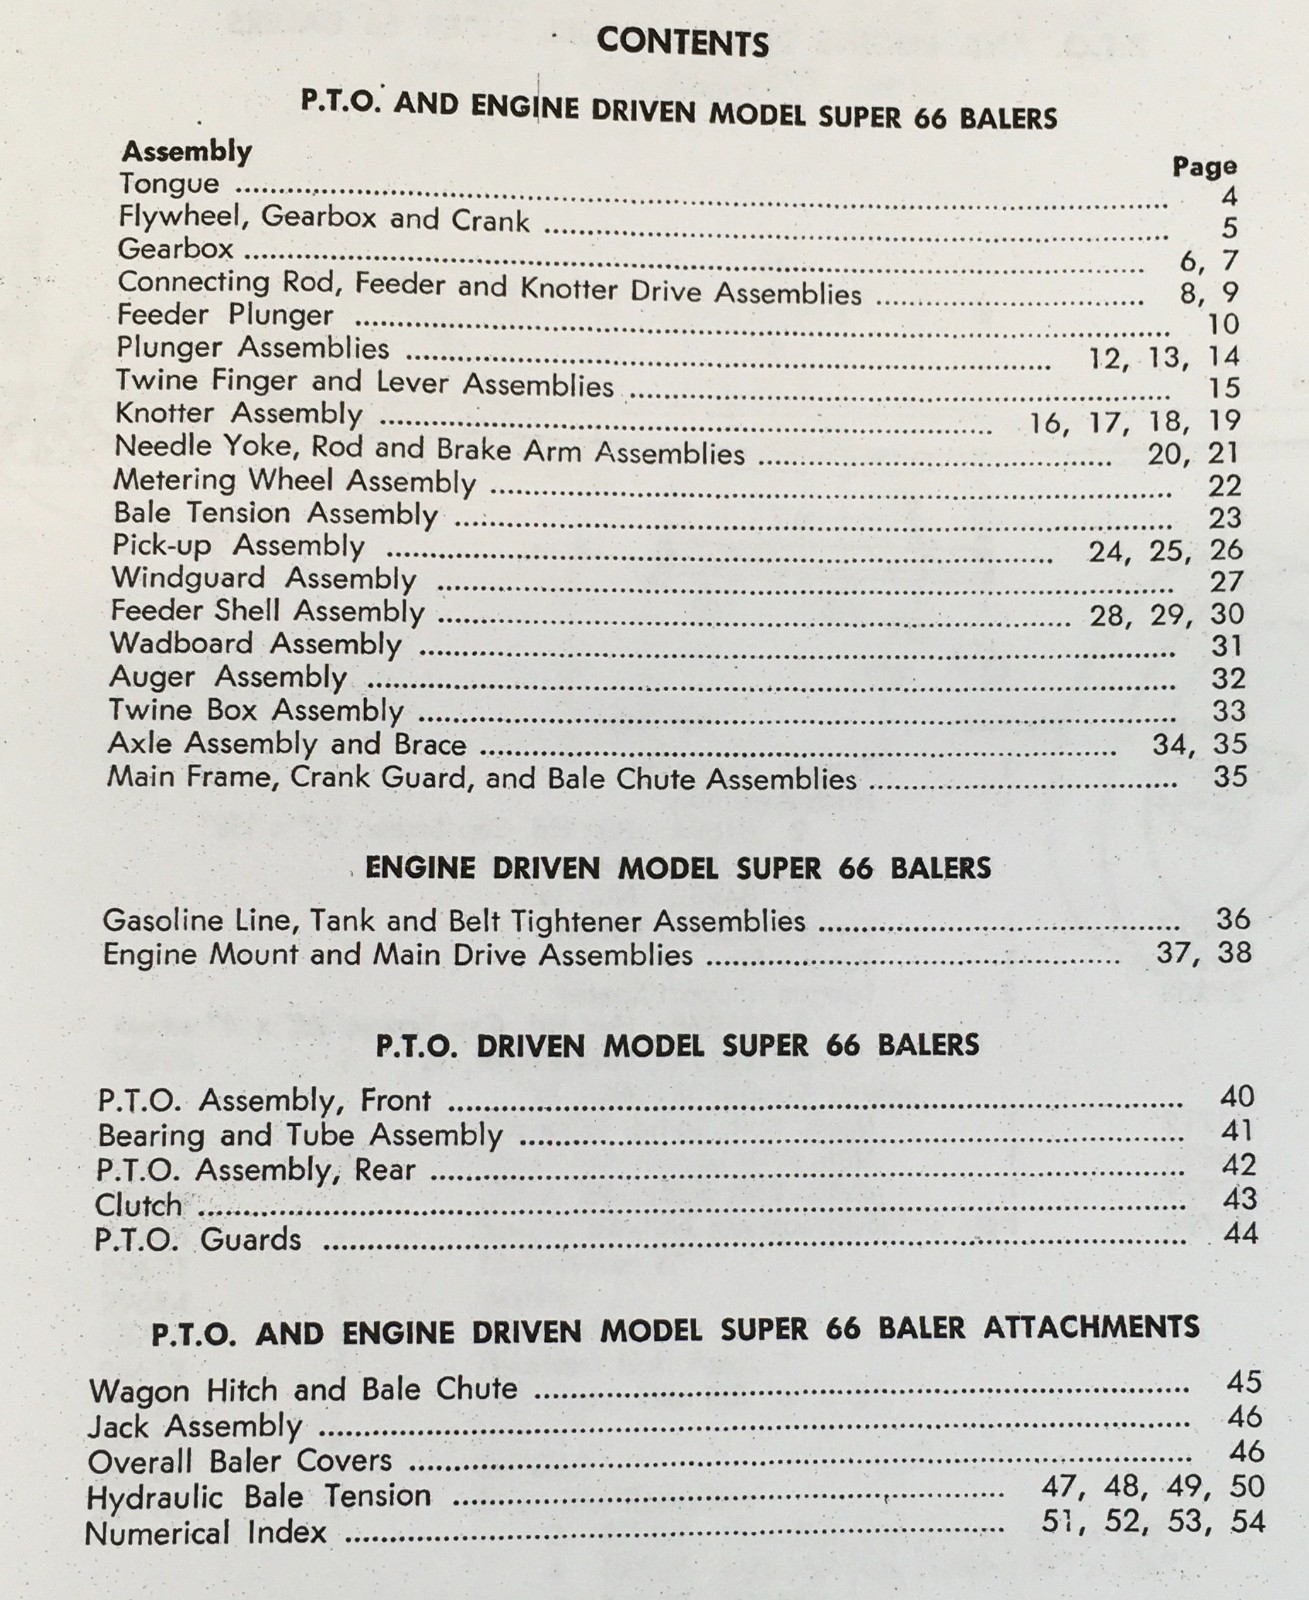 CONTENTS
P.T.O. AND ENGINE DRIVEN MODEL SUPER 66 BALERS
Assembly Page
Tongue ........ 4
Flywheel, Gearbox and Crank ........ 5
Gearbox ........ 6, 7
Connecting Rod, Feeder and Knotter Drive Assemblies ........ 8, 9
Feeder Plunger ........ 10
Plunger Assemblies ........ 12, 13, 14
Twine Finger and Lever Assemblies ........ 15
Knotter Assembly ........ 16, 17, 18, 19
Needle Yoke, Rod and Brake Arm Assemblies ........ 20, 21
Metering Wheel Assembly ........ 22
Bale Tension Assembly ........ 23
Pick-up Assembly ........ 24, 25, 26
Windguard Assembly ........ 27
Feeder Shell Assembly ........ 28, 29, 30
Wadboard Assembly ........ 31
Auger Assembly ........ 32
Twine Box Assembly ........ 33
Axle Assembly and Brace ........ 34, 35
Main Frame, Crank Guard, and Bale Chute Assemblies ........ 35
ENGINE DRIVEN MODEL SUPER 66 BALERS
Gasoline Line, Tank and Belt Tightener Assemblies ........ 36
Engine Mount and Main Drive Assemblies ........ 37, 38
P.T.O. DRIVEN MODEL SUPER 66 BALERS
P.T.O. Assembly, Front ........ 40
Bearing and Tube Assembly ........ 41
P.T.O. Assembly, Rear ........ 42
Clutch ........ 43
P.T.O. Guards ........ 44
P.T.O. AND ENGINE DRIVEN MODEL SUPER 66 BALER ATTACHMENTS
Wagon Hitch and Bale Chute ........ 45
Jack Assembly ........ 46
Overall Baler Covers ........ 46
Hydraulic Bale Tension ........ 47, 48, 49, 50
Numerical Index ........ 51, 52, 53, 54